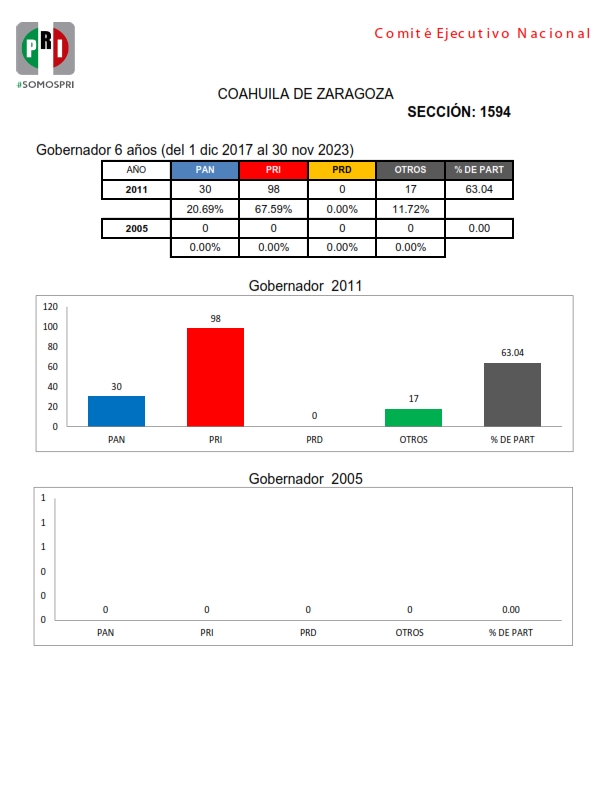 PRI
#SOMOSPRI
Comité Ejecutivo Nacional
COAHUILA DE ZARAGOZA
SECCIÓN: 1594
Gobernador 6 años (del 1 dic 2017 al 30 nov 2023)
AÑO PAN PRI PRD OTROS % DE PART
2011 30 98 0 17 63.04
20.69% 67.59% 0.00% 11.72%
2005 0 0 0 0 0.00
0.00% 0.00% 0.00% 0.00%
Gobernador 2011
120
100
80
60
40
20
0
30
98
0
17
63.04
PAN PRI PRD OTROS % DE PART
Gobernador 2005
1
1
1
0
0
0
0 0 0 0 0.00
PAN PRI PRD OTROS % DE PART